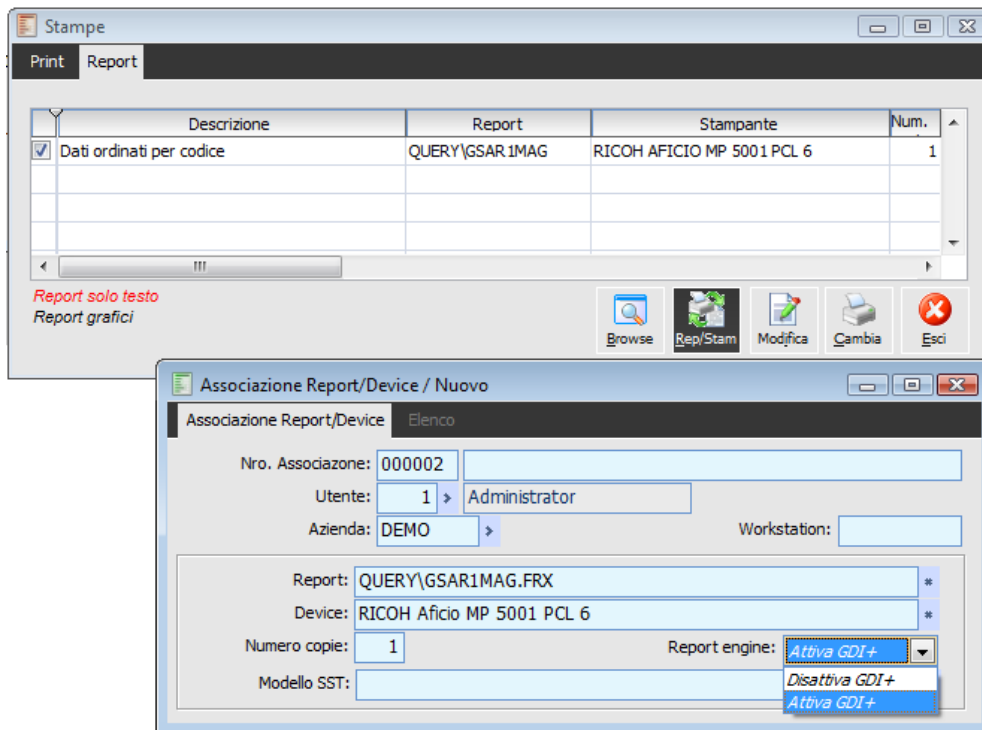 Stampe
Print Report
Descrizione Report Stampante Num.
Dati ordinati per codice QUERY\GSAR1MAG RICOH AFICIO MP 5001 PCL 6 1
Report solo testo
Report grafici
Browse Rep/Stam Modifica Cambia Esci
Associazione Report/Device / Nuovo
Associazione Report/Device Elenco
Nro. Associazone: 000002
Utente: 1 Administrator
Azienda: DEMO Workstation:
Report: QUERY\GSAR1MAG.FRX
Device: RICOH Aficio MP 5001 PCL 6
Numero copie: 1 Report engine: Attiva GDI+
Modello SST: Disattiva GDI+
Attiva GDI+